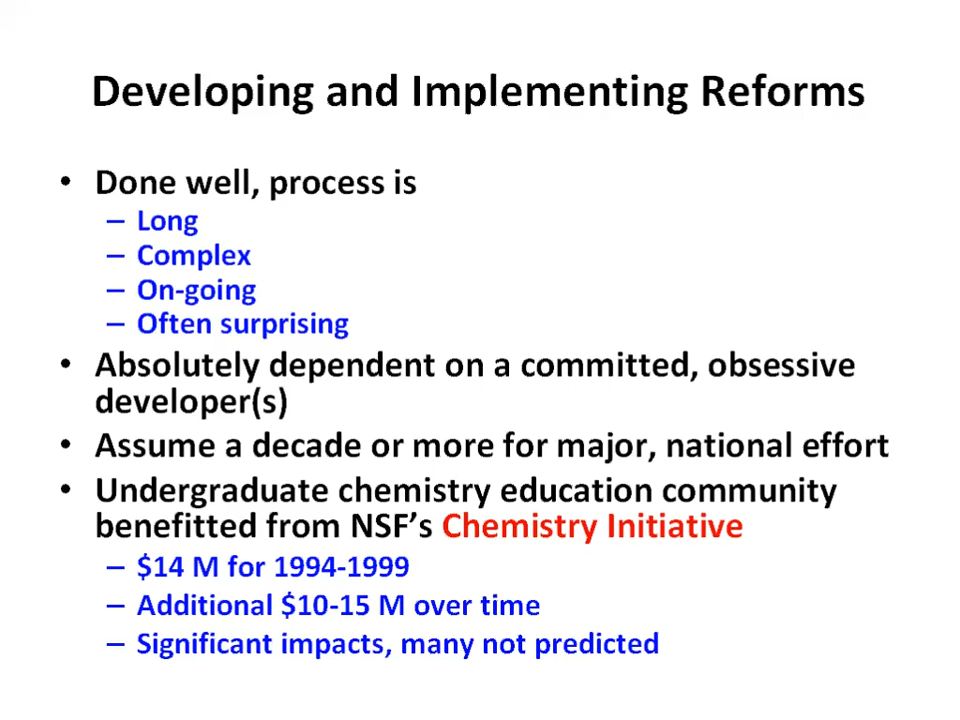 Developing and Implementing Reforms
• Done well, process is
– Long
– Complex
– On-going
– Often surprising
• Absolutely dependent on a committed, obsessive
developer(s)
• Assume a decade or more for major, national effort
• Undergraduate chemistry education community
benefitted from NSF’s Chemistry Initiative
– $14 M for 1994-1999
– Additional $10-15 M over time
– Significant impacts, many not predicted